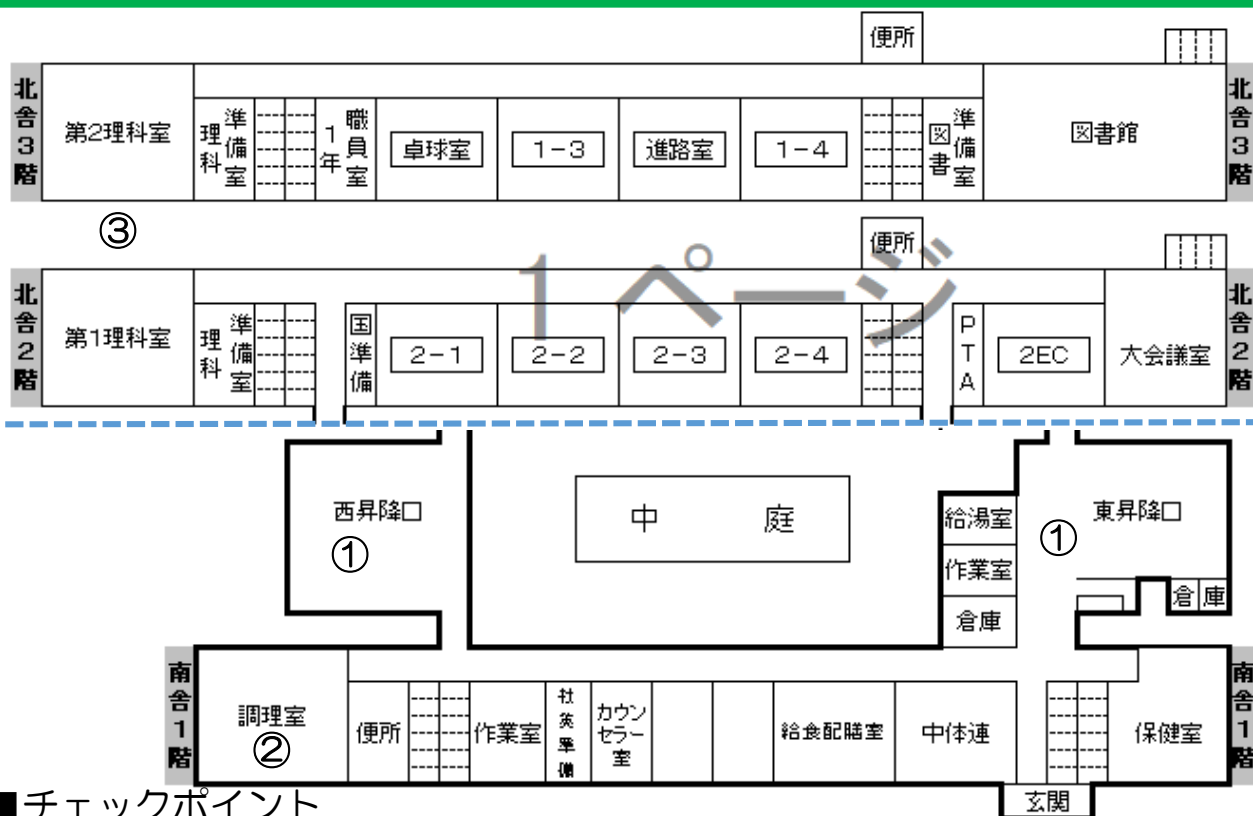 便所
北舎3階
第2理科室
理科準備室
1年職員室
卓球室
1-3
進路室
1-4
図書準備室
図書館
北舎3階
③
便所
1ページ
北舎2階
第1理科室
理科準備室
国準備
2-1
2-2
2-3
2-4
PTA
2EC
大会議室
北舎2階
西昇降口
①
中庭
給湯室
作業室
倉庫
①
東昇降口
倉庫
南舎1階
調理室
②
便所
作業室
社英準備
カウンセラー室
給食配膳室
中体連
保健室
南舎1階
玄関
■チェックポイント